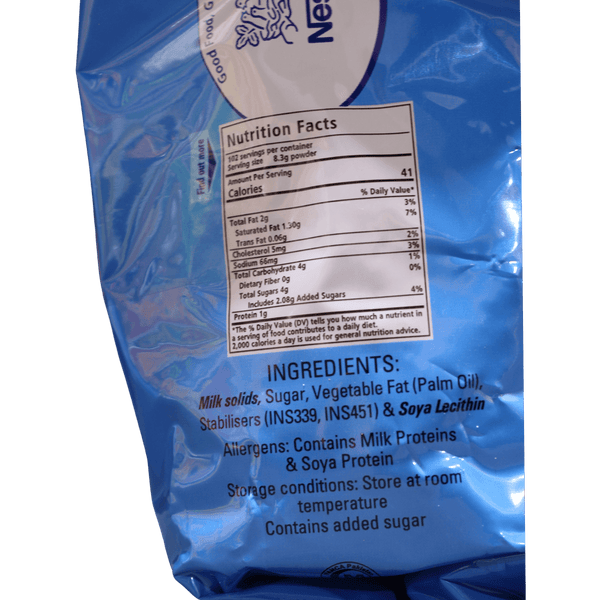 Good Food, G
Nes
Find out more
Nutrition Facts
102 servings per container
Serving size 8.3g powder
Amount Per Serving
Calories 41
% Daily Value*
Total Fat 2g 3%
Saturated Fat 1.30g 7%
Trans Fat 0.06g
Cholesterol 5mg 2%
Sodium 66mg 3%
Total Carbohydrate 4g 1%
Dietary Fiber 0g 0%
Total Sugars 4g
Includes 2.08g Added Sugars 4%
Protein 1g
*The % Daily Value (DV) tells you how much a nutrient in
a serving of food contributes to a daily diet.
2,000 calories a day is used for general nutrition advice.
INGREDIENTS:
Milk solids, Sugar, Vegetable Fat (Palm Oil),
Stabilisers (INS339, INS451) & Soya Lecithin
Allergens: Contains Milk Proteins
& Soya Protein
Storage conditions: Store at room
temperature
Contains added sugar